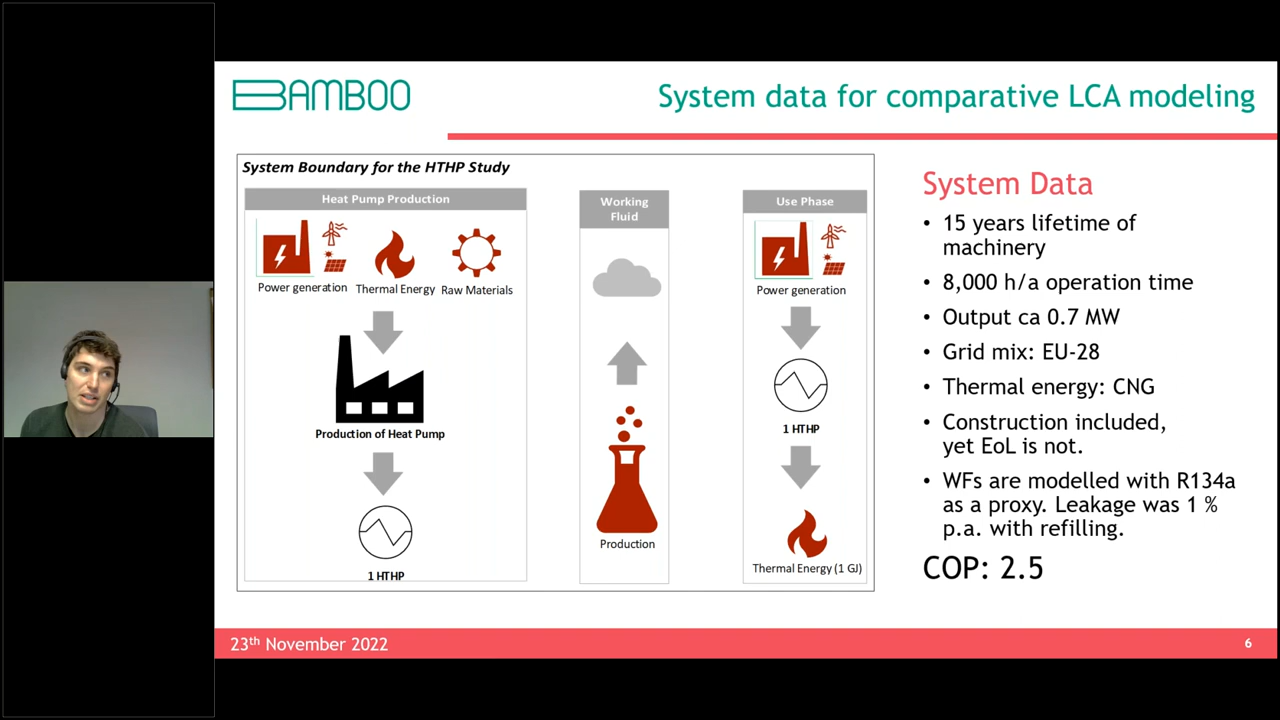 BAMBOO
System data for comparative LCA modeling
System Boundary for the HTHP Study
Heat Pump Production
Power generation
Thermal Energy
Raw Materials
Production of Heat Pump
1 HTHP
Working
Fluid
Production
Use Phase
Power generation
1 HTHP
Thermal Energy (1 GJ)
System Data
• 15 years lifetime of
machinery
• 8,000 h/a operation time
• Output ca 0.7 MW
• Grid mix: EU-28
• Thermal energy: CNG
• Construction included,
yet EoL is not.
• WFs are modelled with R134a
as a proxy. Leakage was 1 %
p.a. with refilling.
COP: 2.5
23th November 2022
6